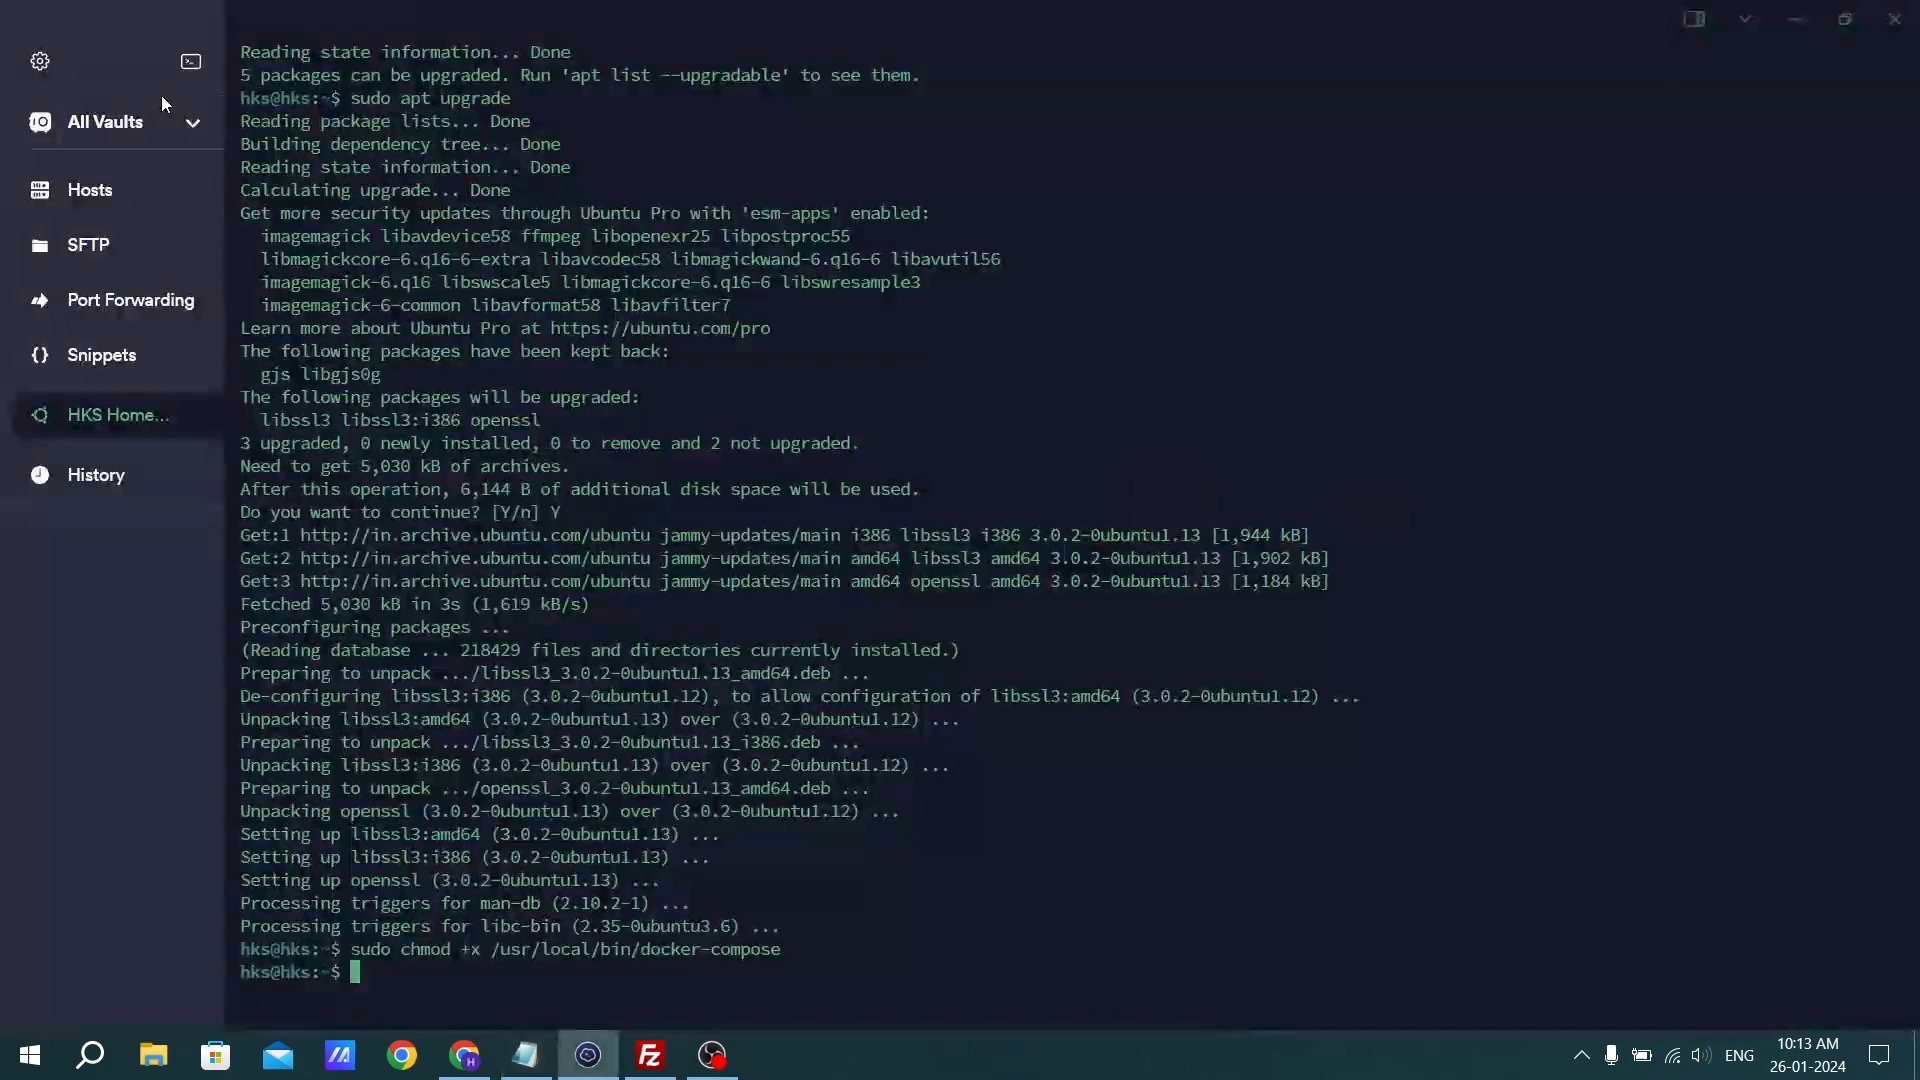 All Vaults
Hosts
SFTP
Port Forwarding
Snippets
HKS Home...
History
Reading state information... Done
5 packages can be upgraded. Run 'apt list --upgradable' to see them.
hks@hks:~$ sudo apt upgrade
Reading package lists... Done
Building dependency tree... Done
Reading state information... Done
Calculating upgrade... Done
Get more security updates through Ubuntu Pro with 'esm-apps' enabled:
imagemagick libavdevice58 ffmpeg libopenexr25 libpostproc55
libmagickcore-6.q16-6-extra libavcodec58 libmagickwand-6.q16-6 libavutil56
imagemagick-6.q16 libswscale5 libmagickcore-6.q16-6 libswresample3
imagemagick-6-common libavformat58 libavfilter7
Learn more about Ubuntu Pro at https://ubuntu.com/pro
The following packages have been kept back:
gjs libgjs0g
The following packages will be upgraded:
libssl3 libssl3:i386 openssl
3 upgraded, 0 newly installed, 0 to remove and 2 not upgraded.
Need to get 5,030 kB of archives.
After this operation, 6,144 B of additional disk space will be used.
Do you want to continue? [Y/n] Y
Get:1 http://in.archive.ubuntu.com/ubuntu jammy-updates/main i386 libssl3 i386 3.0.2-0ubuntu1.13 [1,944 kB]
Get:2 http://in.archive.ubuntu.com/ubuntu jammy-updates/main amd64 libssl3 amd64 3.0.2-0ubuntu1.13 [1,902 kB]
Get:3 http://in.archive.ubuntu.com/ubuntu jammy-updates/main amd64 openssl amd64 3.0.2-0ubuntu1.13 [1,184 kB]
Fetched 5,030 kB in 3s (1,619 kB/s)
Preconfiguring packages ...
(Reading database ... 218429 files and directories currently installed.)
Preparing to unpack .../libssl3_3.0.2-0ubuntu1.13_amd64.deb ...
De-configuring libssl3:i386 (3.0.2-0ubuntu1.12), to allow configuration of libssl3:amd64 (3.0.2-0ubuntu1.12) ...
Unpacking libssl3:amd64 (3.0.2-0ubuntu1.13) over (3.0.2-0ubuntu1.12) ...
Preparing to unpack .../libssl3_3.0.2-0ubuntu1.13_i386.deb ...
Unpacking libssl3:i386 (3.0.2-0ubuntu1.13) over (3.0.2-0ubuntu1.12) ...
Preparing to unpack .../openssl_3.0.2-0ubuntu1.13_amd64.deb ...
Unpacking openssl (3.0.2-0ubuntu1.13) over (3.0.2-0ubuntu1.12) ...
Setting up libssl3:amd64 (3.0.2-0ubuntu1.13) ...
Setting up libssl3:i386 (3.0.2-0ubuntu1.13) ...
Setting up openssl (3.0.2-0ubuntu1.13) ...
Processing triggers for man-db (2.10.2-1) ...
Processing triggers for libc-bin (2.35-0ubuntu3.6) ...
hks@hks:~$ sudo chmod +x /usr/local/bin/docker-compose
hks@hks:~$
ENG
10:13 AM
26-01-2024